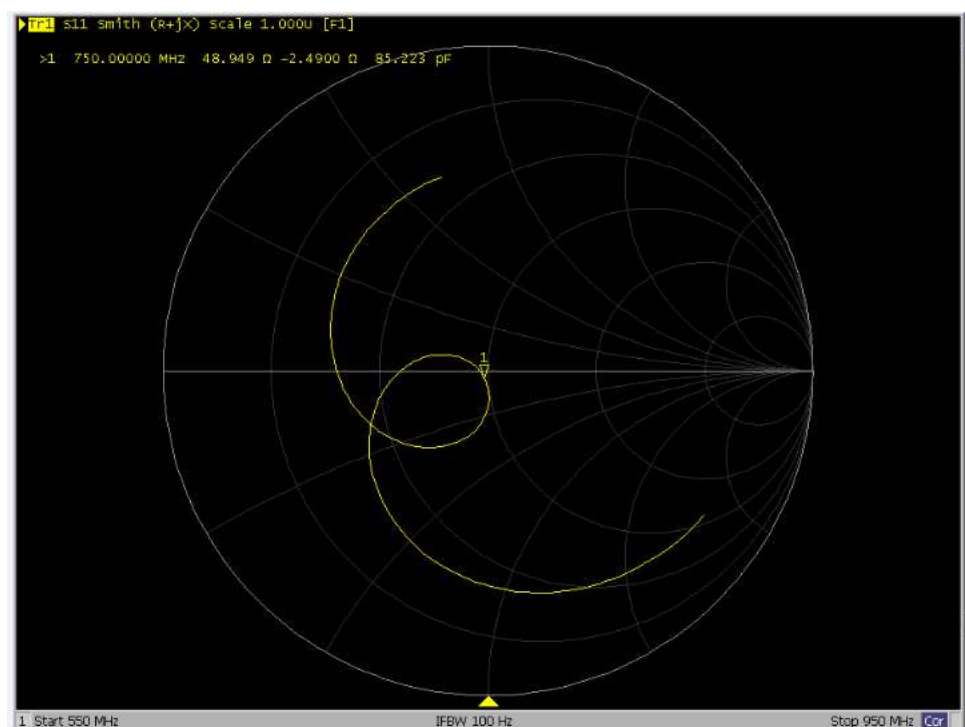 Tr1 S11 Smith (R+jX) Scale 1.000U [F1]
>1 750.00000 MHz 48.949 Ω -2.4900 Ω 85.223 pF
1
1 Start 550 MHz IFBW 100 Hz Stop 950 MHz Cor